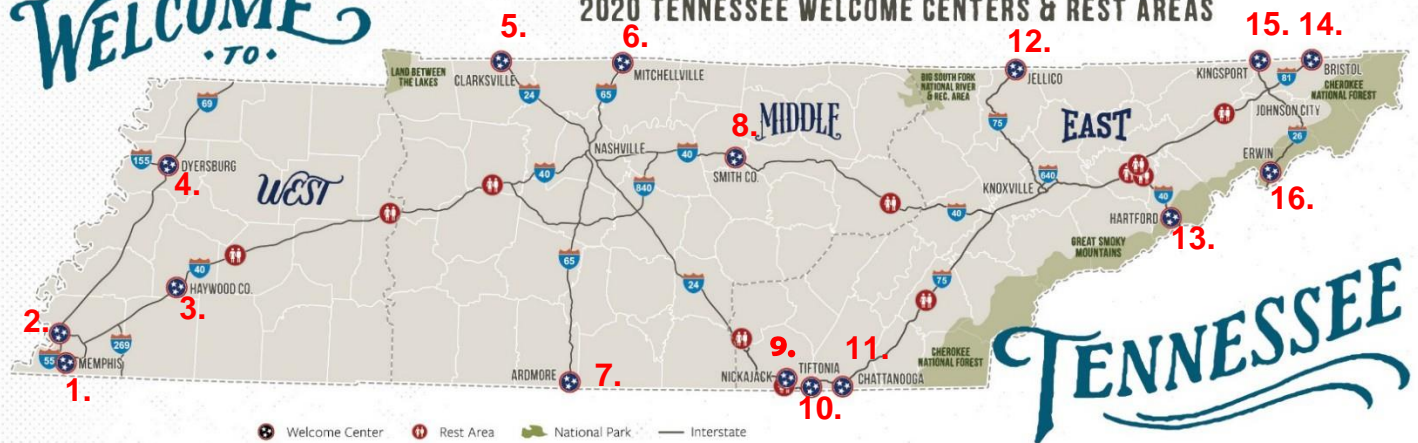 WELCOME
• TO •
2020 TENNESSEE WELCOME CENTERS & REST AREAS
5.
6.
12.
15.
14.
LAND BETWEEN
THE LAKES
CLARKSVILLE
MITCHELLVILLE
BIG SOUTH FORK
NATIONAL RIVER
& REC. AREA
JELLICO
KINGSPORT
BRISTOL
81
CHEROKEE
NATIONAL FOREST
69
24
65
75
JOHNSON CITY
26
8.
MIDDLE
EAST
155
DYERSBURG
4.
WEST
NASHVILLE
40
40
840
SMITH CO.
KNOXVILLE
640
40
ERWIN
16.
40
HARTFORD
13.
GREAT SMOKY
MOUNTAINS
40
HAYWOOD CO.
3.
65
24
75
2.
55
MEMPHIS
269
1.
ARDMORE
7.
9.
NICKAJACK
TIFTONIA
10.
11.
CHATTANOOGA
CHEROKEE
NATIONAL FOREST
TENNESSEE
Welcome Center
Rest Area
National Park
Interstate